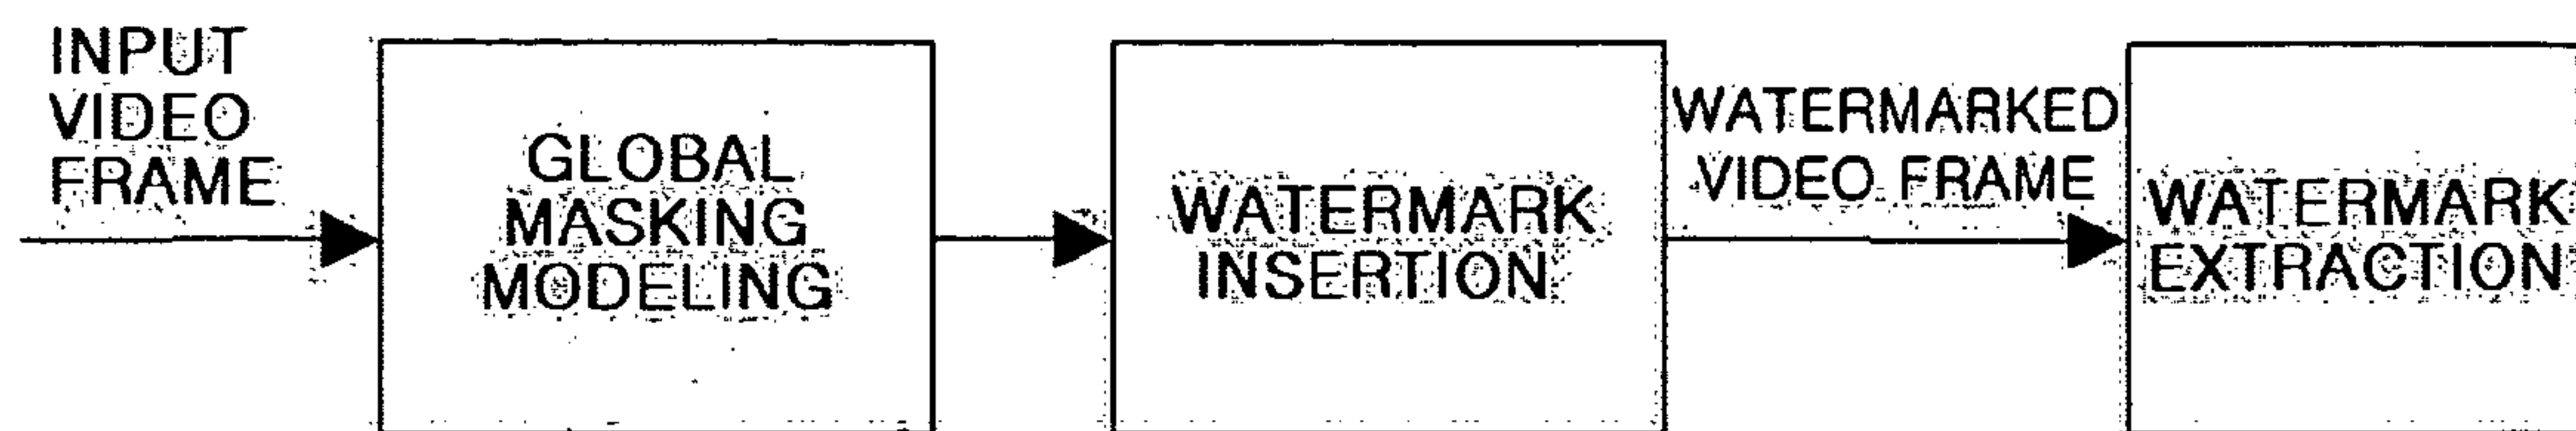 INPUT
VIDEO
FRAME
GLOBAL
MASKING
MODELING
WATERMARK
INSERTION
WATERMARKED
VIDEO FRAME
WATERMARK
EXTRACTION